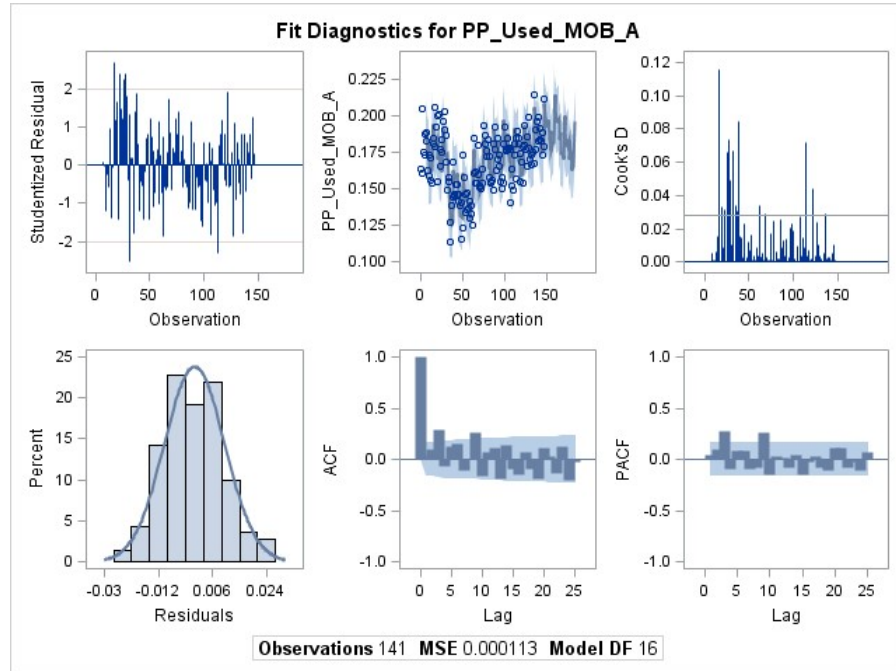 Fit Diagnostics for PP_Used_MOB_A
Studentized Residual
2
1
0
-1
-2
0 50 100 150
Observation
PP_Used_MOB_A
0.225
0.200
0.175
0.150
0.125
0.100
0 50 100 150
Observation
Cook's D
0.12
0.10
0.08
0.06
0.04
0.02
0.00
0 50 100 150
Observation
Percent
25
20
15
10
5
0
-0.03 -0.012 0.006 0.024
Residuals
ACF
1.0
0.5
0.0
-0.5
-1.0
0 5 10 15 20 25
Lag
PACF
1.0
0.5
0.0
-0.5
-1.0
0 5 10 15 20 25
Lag
Observations 141 MSE 0.000113 Model DF 16